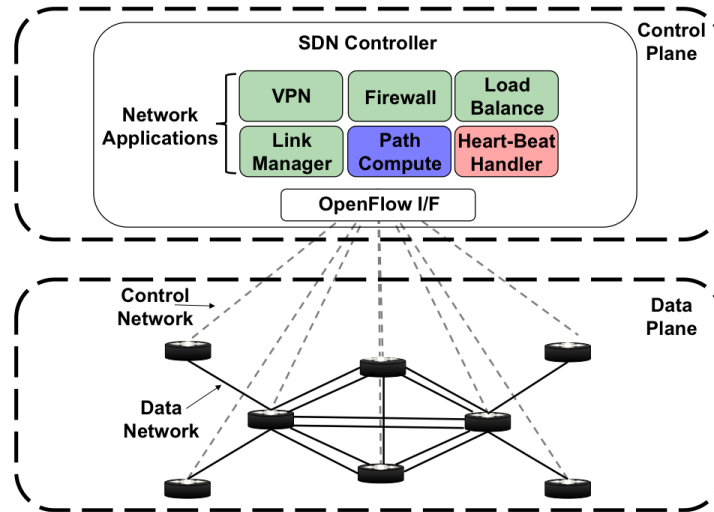 Control
Plane
SDN Controller
Network
Applications
VPN
Firewall
Load
Balance
Link
Manager
Path
Compute
Heart-Beat
Handler
OpenFlow I/F
Control
Network
Data
Plane
Data
Network